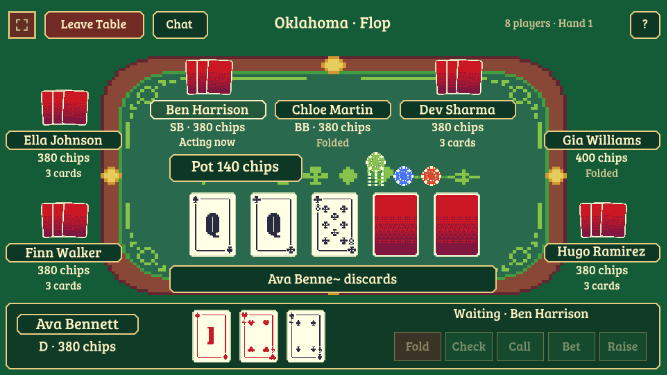 Leave Table
Chat
Oklahoma · Flop
8 players · Hand 1
?
Ben Harrison
SB · 380 chips
Acting now
Chloe Martin
BB · 380 chips
Folded
Dev Sharma
380 chips
3 cards
Ella Johnson
380 chips
3 cards
Gia Williams
400 chips
Folded
Pot 140 chips
Q
Q
Finn Walker
380 chips
3 cards
Hugo Ramirez
380 chips
3 cards
Ava Benne~ discards
Ava Bennett
D · 380 chips
Waiting · Ben Harrison
Fold
Check
Call
Bet
Raise